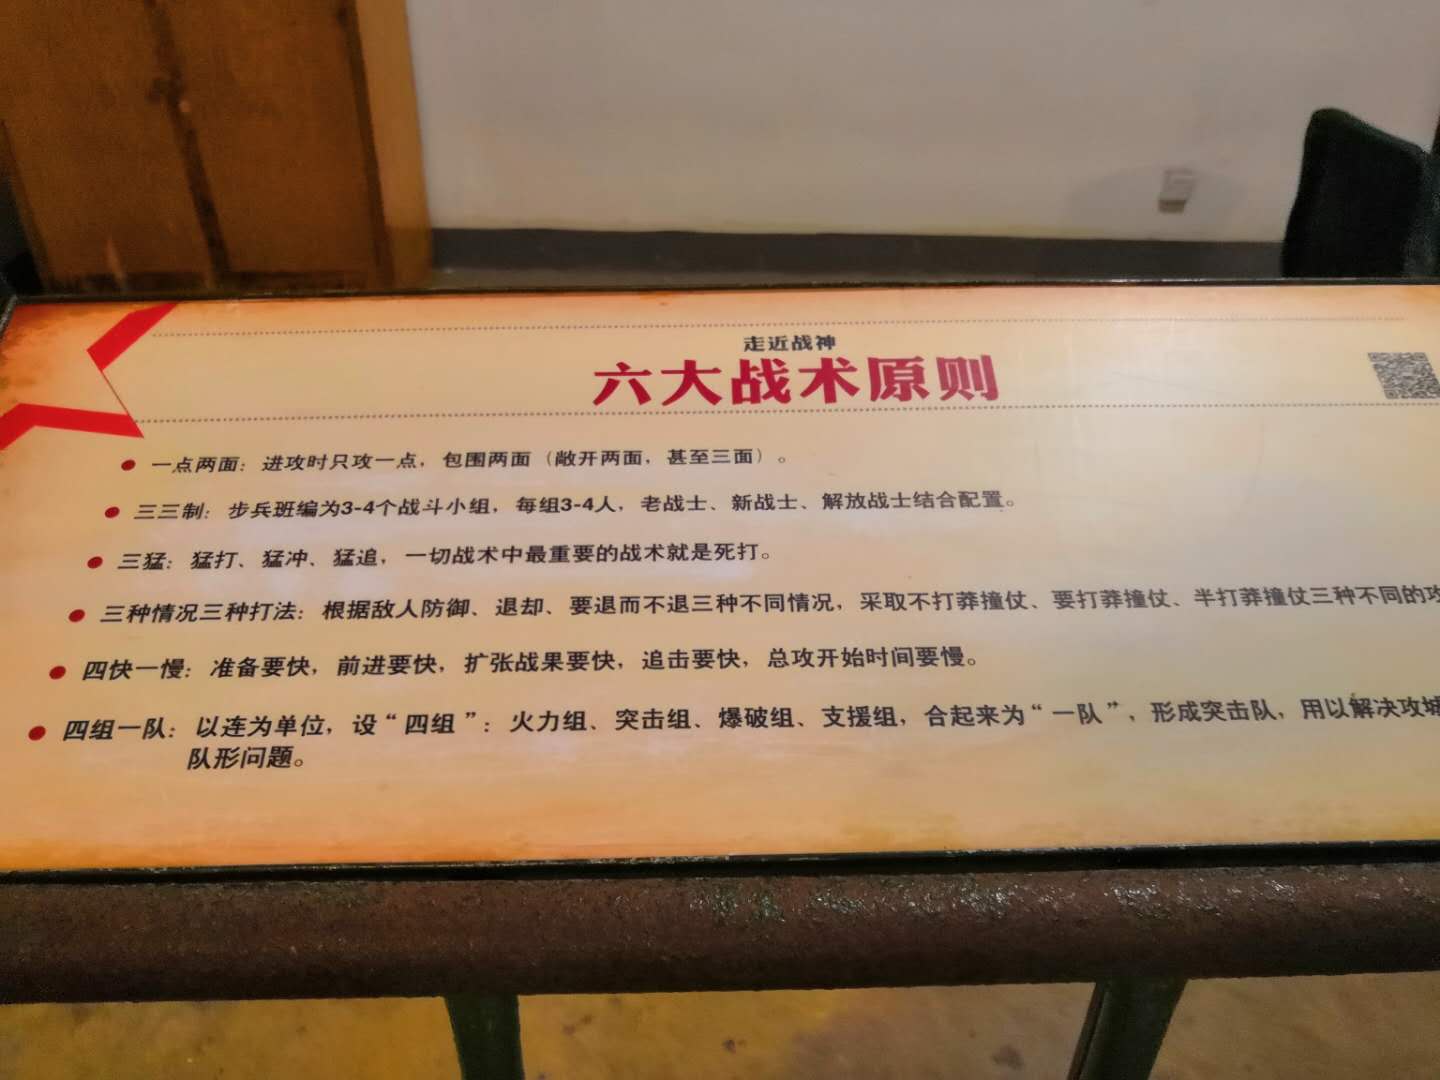 走近战神
六大战术原则
● 一点两面：进攻时只攻一点，包围两面（敞开两面，甚至三面）。
● 三三制：步兵班编为3-4个战斗小组，每组3-4人，老战士、新战士、解放战士结合配置。
● 三猛：猛打、猛冲、猛追，一切战术中最重要的战术就是死打。
● 三种情况三种打法：根据敌人防御、退却、要退而不退三种不同情况，采取不打莽撞仗、要打莽撞仗、半打莽撞仗三种不同的攻
● 四快一慢：准备要快，前进要快，扩张战果要快，追击要快，总攻开始时间要慢。
● 四组一队：以连为单位，设“四组”：火力组、突击组、爆破组、支援组，合起来为“一队”，形成突击队，用以解决攻城
队形问题。